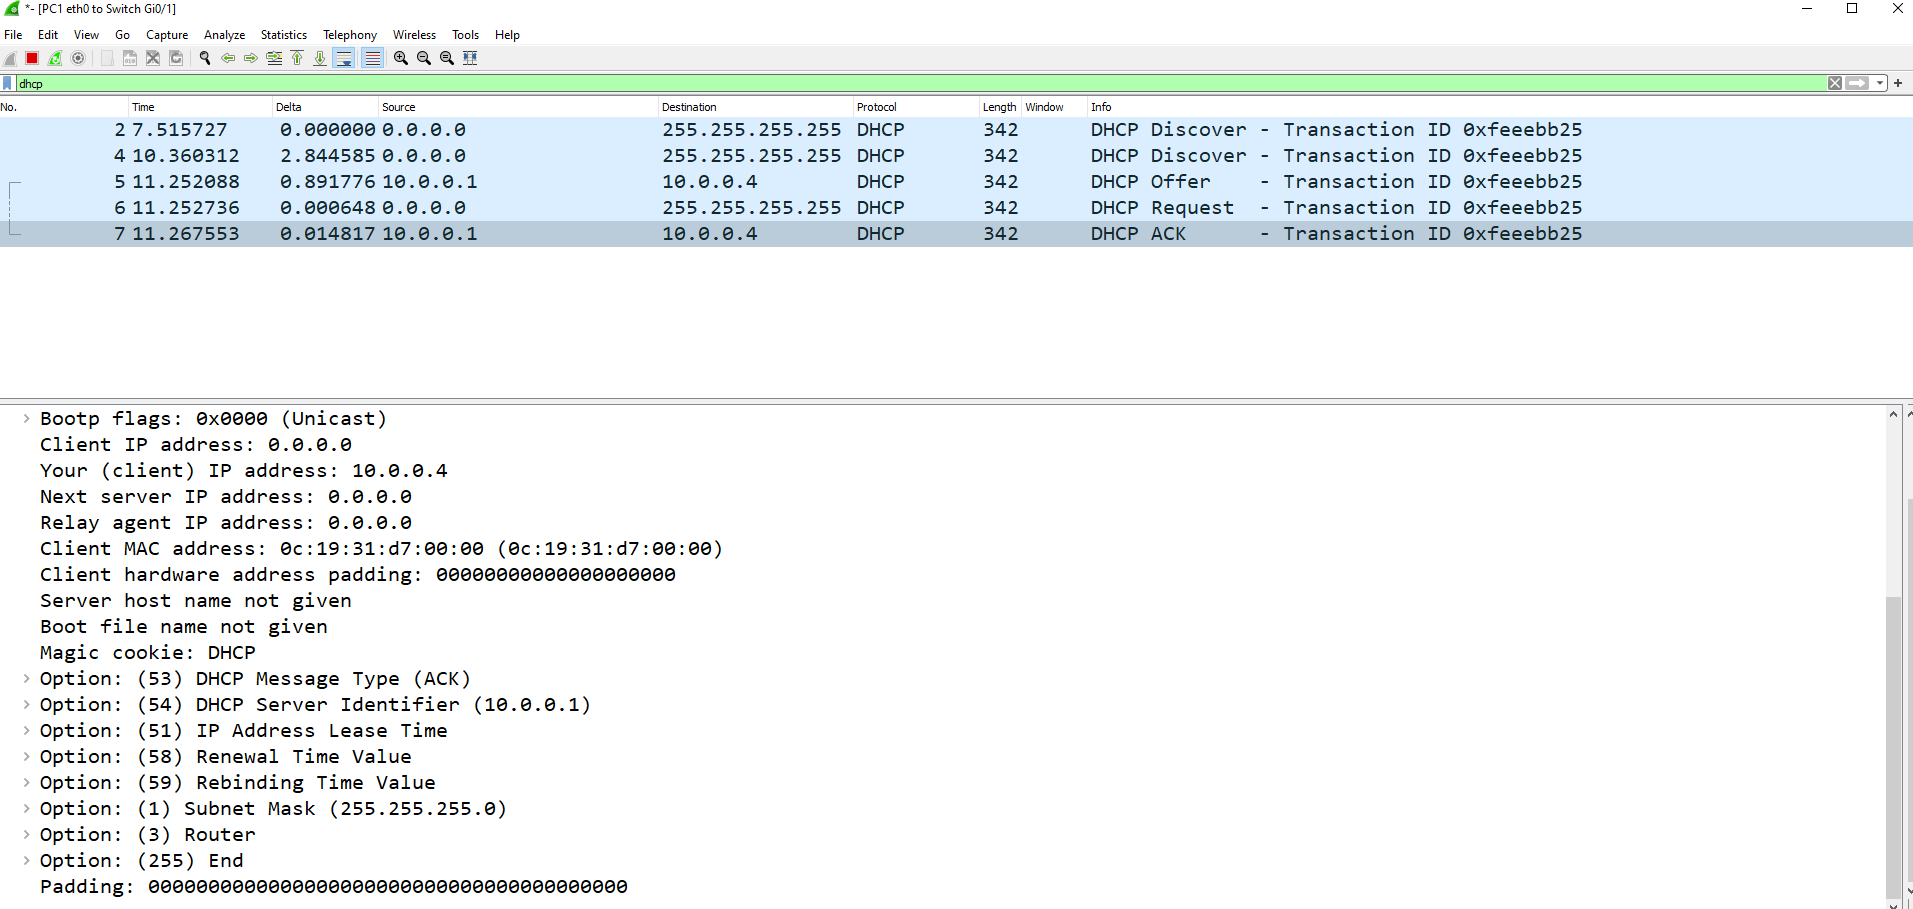 *- [PC1 eth0 to Switch Gi0/1]
File Edit View Go Capture Analyze Statistics Telephony Wireless Tools Help
dhcp
No. Time Delta Source Destination Protocol Length Window Info
2 7.515727 0.000000 0.0.0.0 255.255.255.255 DHCP 342 DHCP Discover - Transaction ID 0xfeeebb25
4 10.360312 2.844585 0.0.0.0 255.255.255.255 DHCP 342 DHCP Discover - Transaction ID 0xfeeebb25
5 11.252088 0.891776 10.0.0.1 10.0.0.4 DHCP 342 DHCP Offer - Transaction ID 0xfeeebb25
6 11.252736 0.000648 0.0.0.0 255.255.255.255 DHCP 342 DHCP Request - Transaction ID 0xfeeebb25
7 11.267553 0.014817 10.0.0.1 10.0.0.4 DHCP 342 DHCP ACK - Transaction ID 0xfeeebb25
Bootp flags: 0x0000 (Unicast)
Client IP address: 0.0.0.0
Your (client) IP address: 10.0.0.4
Next server IP address: 0.0.0.0
Relay agent IP address: 0.0.0.0
Client MAC address: 0c:19:31:d7:00:00 (0c:19:31:d7:00:00)
Client hardware address padding: 00000000000000000000
Server host name not given
Boot file name not given
Magic cookie: DHCP
Option: (53) DHCP Message Type (ACK)
Option: (54) DHCP Server Identifier (10.0.0.1)
Option: (51) IP Address Lease Time
Option: (58) Renewal Time Value
Option: (59) Rebinding Time Value
Option: (1) Subnet Mask (255.255.255.0)
Option: (3) Router
Option: (255) End
Padding: 0000000000000000000000000000000000000000